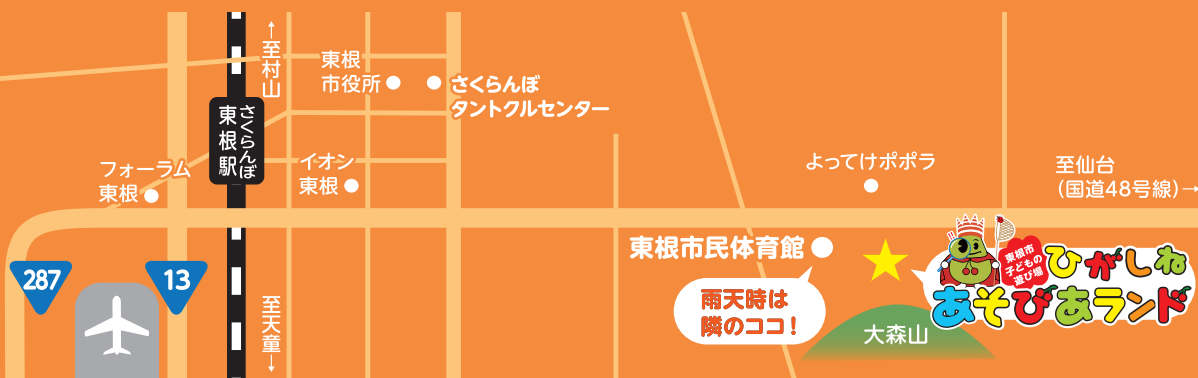 ←至村山
東根
市役所
さくらんぼ
タントクルセンター
さくらんぼ
東根駅
フォーラム
東根
イオン
東根
よってけポポラ
至仙台
（国道48号線）→
東根市民体育館
雨天時は
隣のココ！
東根市
子どもの
遊び場
ひがしね
あそびあランド
大森山
287
13
至天童→